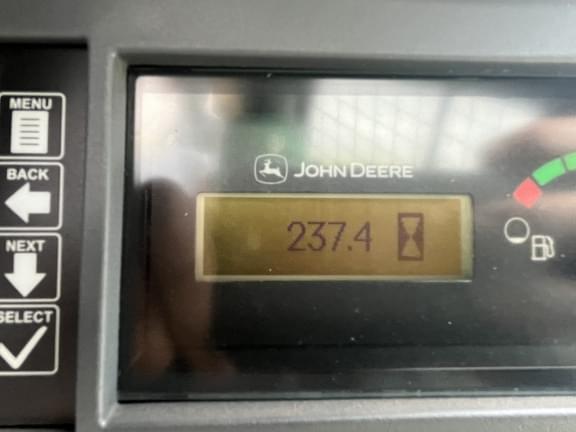 MENU
BACK
NEXT
SELECT
JOHN DEERE
237.4